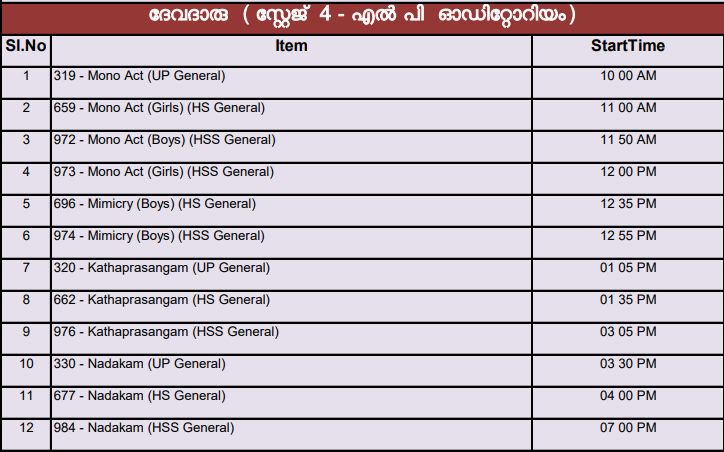 ദേവദാരു ( സ്റ്റേജ് 4 - എൽ പി ഓഡിറ്റോറിയം)
Sl.No Item StartTime
1 319 - Mono Act (UP General) 10 00 AM
2 659 - Mono Act (Girls) (HS General) 11 00 AM
3 972 - Mono Act (Boys) (HSS General) 11 50 AM
4 973 - Mono Act (Girls) (HSS General) 12 00 PM
5 696 - Mimicry (Boys) (HS General) 12 35 PM
6 974 - Mimicry (Boys) (HSS General) 12 55 PM
7 320 - Kathaprasangam (UP General) 01 05 PM
8 662 - Kathaprasangam (HS General) 01 35 PM
9 976 - Kathaprasangam (HSS General) 03 05 PM
10 330 - Nadakam (UP General) 03 30 PM
11 677 - Nadakam (HS General) 04 00 PM
12 984 - Nadakam (HSS General) 07 00 PM